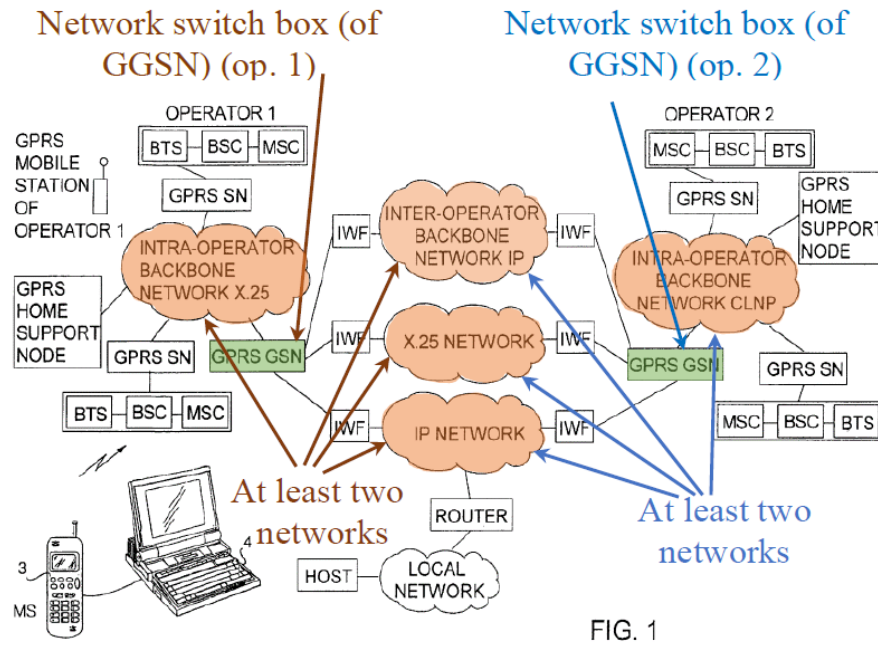 Network switch box (of
GGSN) (op. 1)
Network switch box (of
GGSN) (op. 2)
OPERATOR 1
BTS
BSC
MSC
GPRS
MOBILE
STATION
OF
OPERATOR 1
GPRS SN
INTRA-OPERATOR
BACKBONE
NETWORK X.25
GPRS
HOME
SUPPORT
NODE
GPRS SN
GPRS GSN
BTS
BSC
MSC
IWF
INTER-OPERATOR
BACKBONE
NETWORK IP
IWF
IWF
X.25 NETWORK
IWF
IWF
IP NETWORK
IWF
OPERATOR 2
MSC
BSC
BTS
GPRS SN
GPRS
HOME
SUPPORT
NODE
INTRA-OPERATOR
BACKBONE
NETWORK CLNP
GPRS GSN
GPRS SN
MSC
BSC
BTS
At least two
networks
At least two
networks
ROUTER
HOST
LOCAL
NETWORK
3
4
MS
FIG. 1